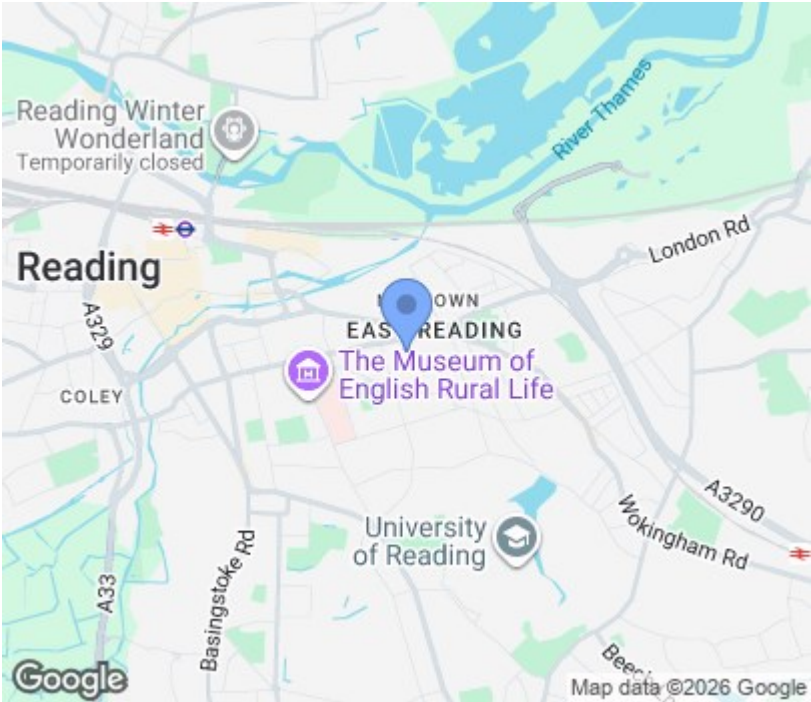 Reading Winter
Wonderland
Temporarily closed
River Thames
London Rd
Reading
A329
EAST READING
The Museum of
English Rural Life
COLEY
A3290
Wokingham Rd
University
of Reading
Basingstoke Rd
A33
Google
Map data ©2026 Google